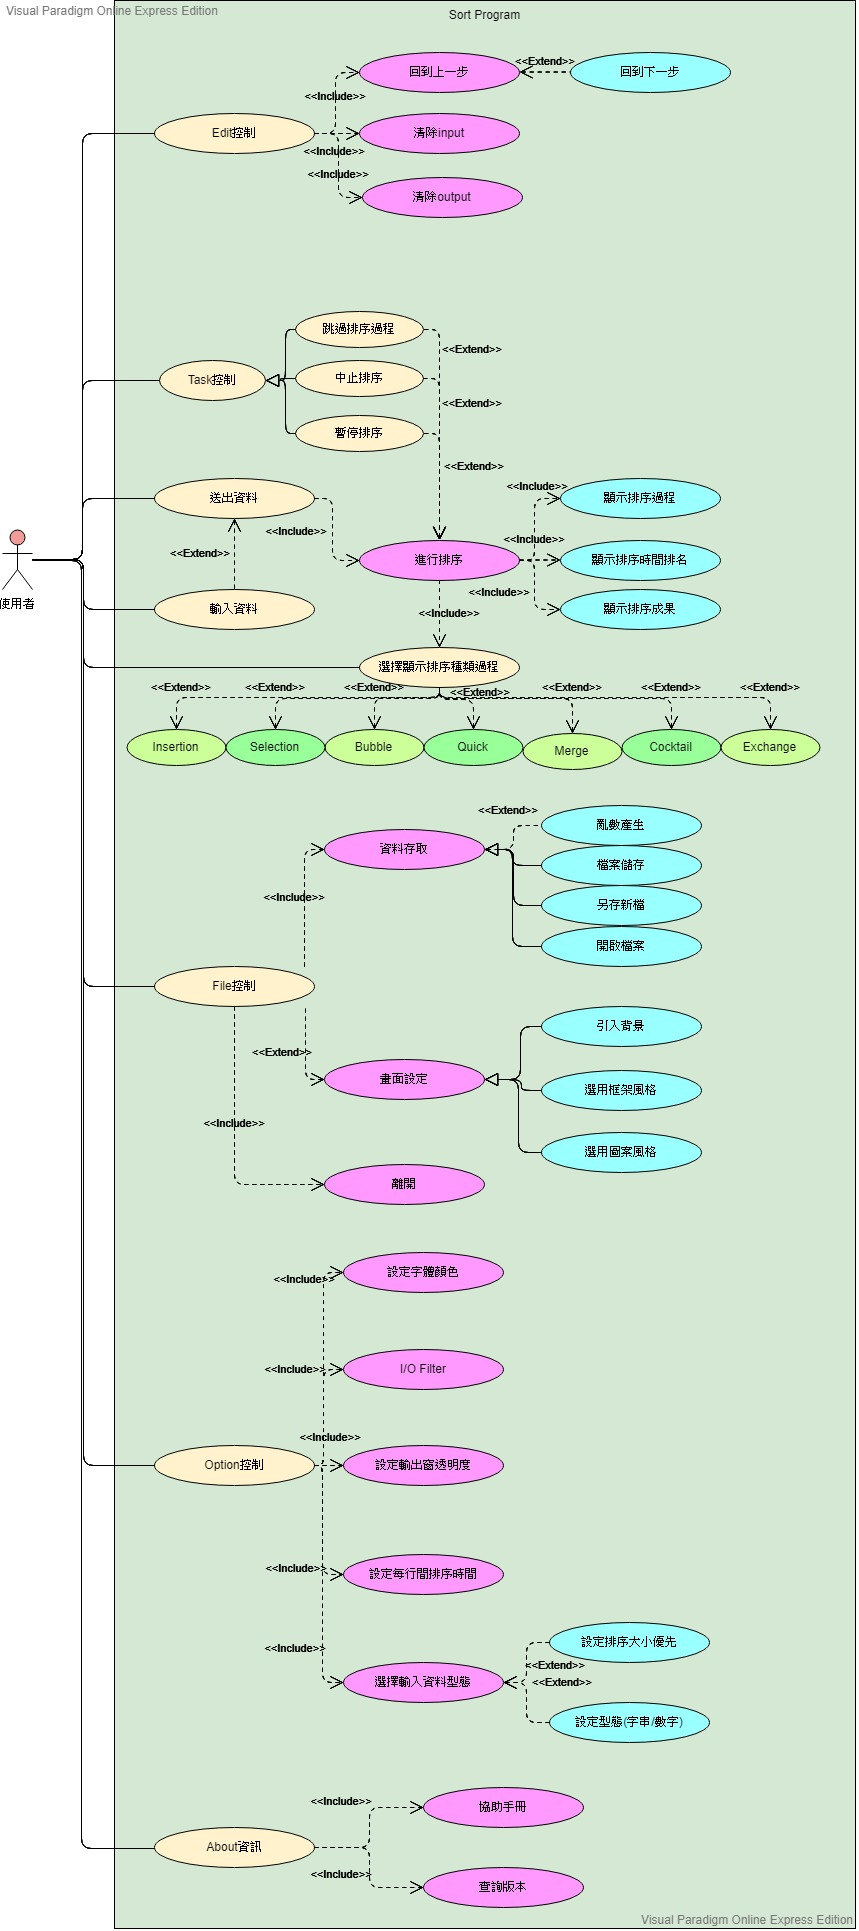 Visual Paradigm Online Express Edition
Sort Program
回到上一步
<<Extend>>
回到下一步
<<Include>>
Edit控制
清除input
<<Include>>
<<Include>>
清除output
跳過排序過程
<<Extend>>
Task控制
中止排序
<<Extend>>
暫停排序
<<Extend>>
送出資料
<<Include>>
顯示排序過程
<<Include>>
<<Include>>
<<Extend>>
進行排序
顯示排序時間排名
使用者
<<Include>>
輸入資料
<<Include>>
顯示排序成果
選擇顯示排序種類過程
<<Extend>>
<<Extend>>
<<Extend>>
<<Extend>>
<<Extend>>
<<Extend>>
<<Extend>>
Insertion
Selection
Bubble
Quick
Merge
Cocktail
Exchange
<<Extend>>
亂數產生
資料存取
檔案儲存
<<Include>>
另存新檔
開啟檔案
File控制
引入背景
<<Extend>>
畫面設定
選用框架風格
<<Include>>
選用圖案風格
離開
設定字體顏色
<<Include>>
<<Include>>
I/O Filter
<<Include>>
Option控制
設定輸出窗透明度
<<Include>>
設定每行間排序時間
<<Include>>
設定排序大小優先
<<Extend>>
選擇輸入資料型態
<<Extend>>
設定型態(字串/數字)
<<Include>>
協助手冊
About資訊
<<Include>>
查詢版本
Visual Paradigm Online Express Edition